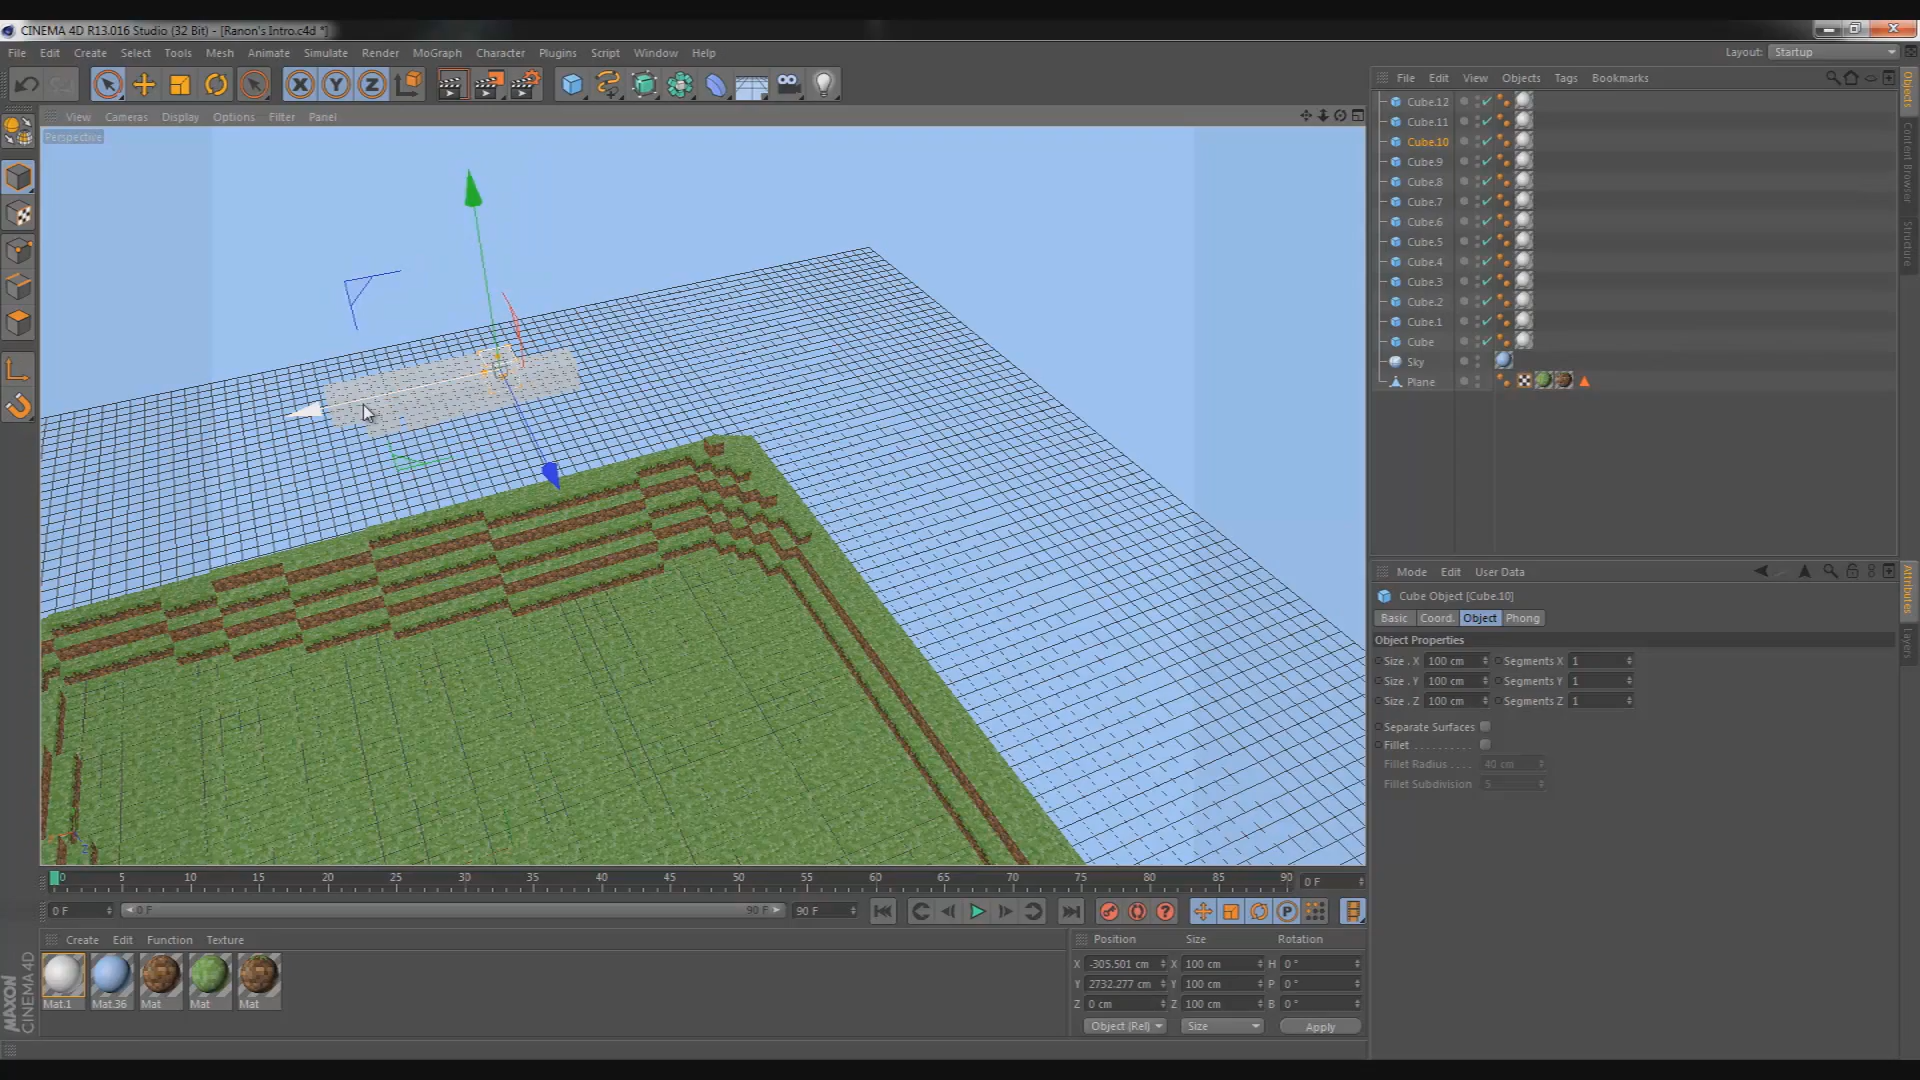 CINEMA 4D R13.016 Studio (32 Bit) - [Ranon's Intro.c4d *]
File Edit Create Select Tools Mesh Animate Simulate Render MoGraph Character Plugins Script Window Help
Layout: Startup
View Cameras Display Options Filter Panel
Perspective
File Edit View Objects Tags Bookmarks
Cube.12
Cube.11
Cube.10
Cube.9
Cube.8
Cube.7
Cube.6
Cube.5
Cube.4
Cube.3
Cube.2
Cube.1
Cube
Sky
Plane
Objects
Content Browser
Structure
Mode Edit User Data
Cube Object [Cube.10]
Basic Coord. Object Phong
Object Properties
Size . X 100 cm Segments X 1
Size . Y 100 cm Segments Y 1
Size . Z 100 cm Segments Z 1
Separate Surfaces
Fillet . . . . . . . . . .
Fillet Radius . . . . 40 cm
Fillet Subdivision 5
Attributes
Layers
0 5 10 15 20 25 30 35 40 45 50 55 60 65 70 75 80 85 90 0 F
0 F 0 F 90 F 90 F
Create Edit Function Texture
Mat.1 Mat.36 Mat Mat Mat
MAXON
CINEMA 4D
Position Size Rotation
X -305.501 cm X 100 cm H 0 °
Y 2732.277 cm Y 100 cm P 0 °
Z 0 cm Z 100 cm B 0 °
Object (Rel) Size Apply